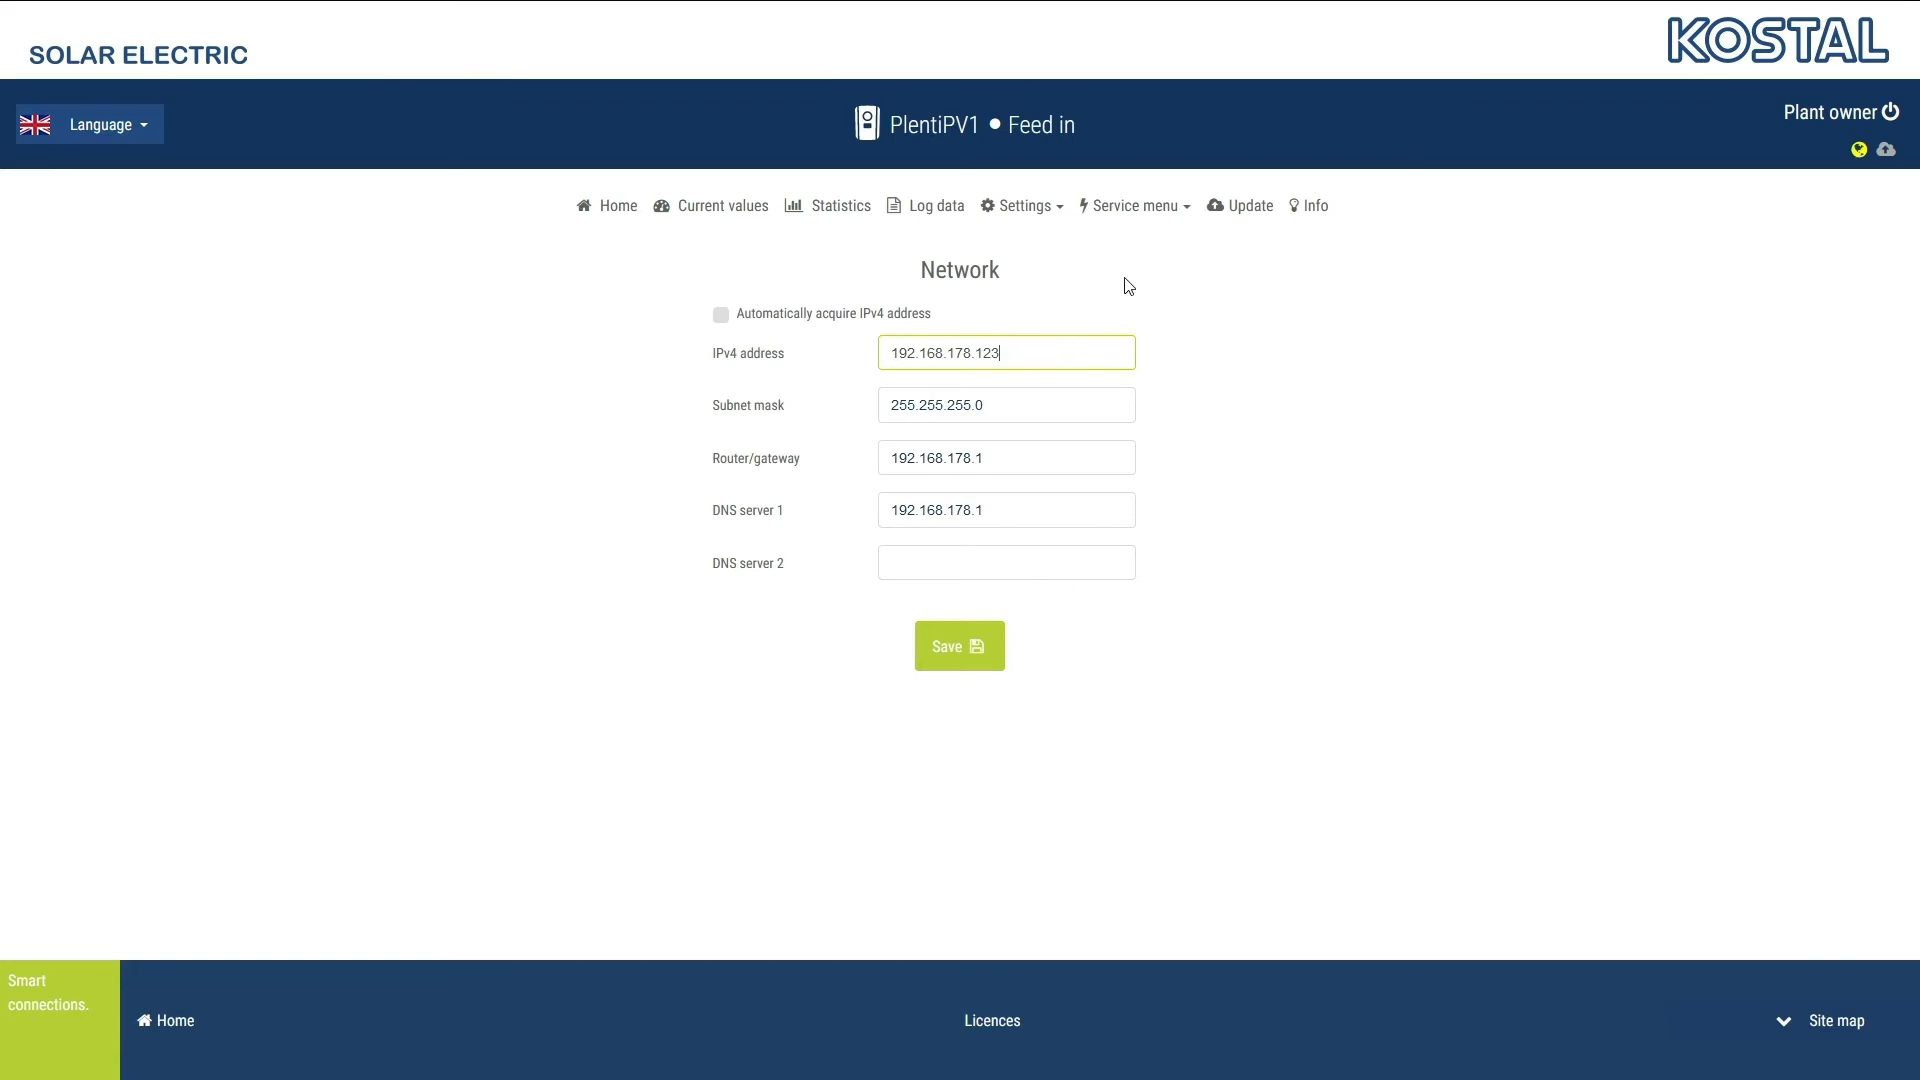 SOLAR ELECTRIC
KOSTAL
Language
PlentiPV1 ● Feed in
Plant owner
Home Current values Statistics Log data Settings Service menu Update Info
Network
Automatically acquire IPv4 address
IPv4 address 192.168.178.123
Subnet mask 255.255.255.0
Router/gateway 192.168.178.1
DNS server 1 192.168.178.1
DNS server 2
Save
Smart
connections.
Home Licences Site map